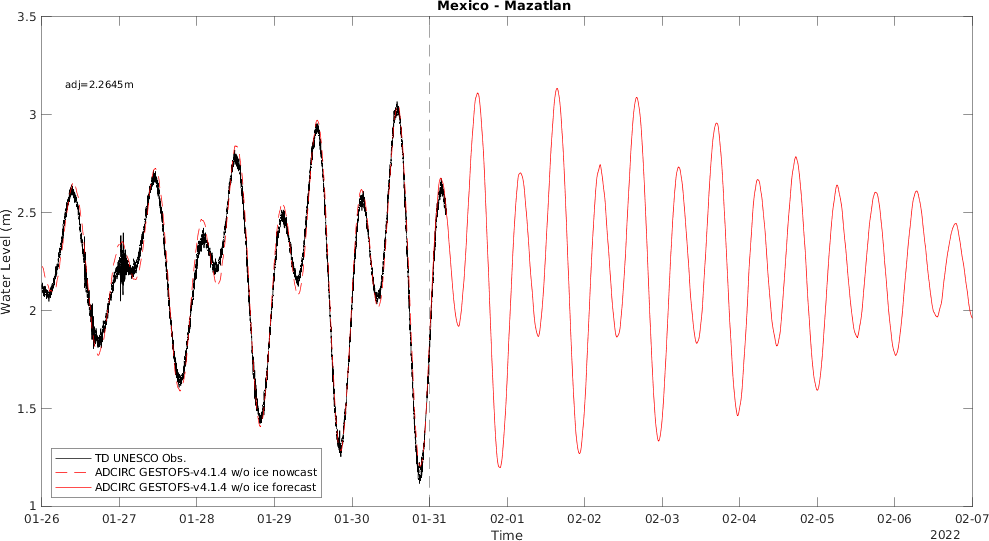 Mexico - Mazatlan
3.5
adj=2.2645m
3
2.5
Water Level (m)
2
1.5
TD UNESCO Obs.
ADCIRC GESTOFS-v4.1.4 w/o ice nowcast
ADCIRC GESTOFS-v4.1.4 w/o ice forecast
1
01-26 01-27 01-28 01-29 01-30 01-31 02-01 02-02 02-03 02-04 02-05 02-06 02-07
Time
2022